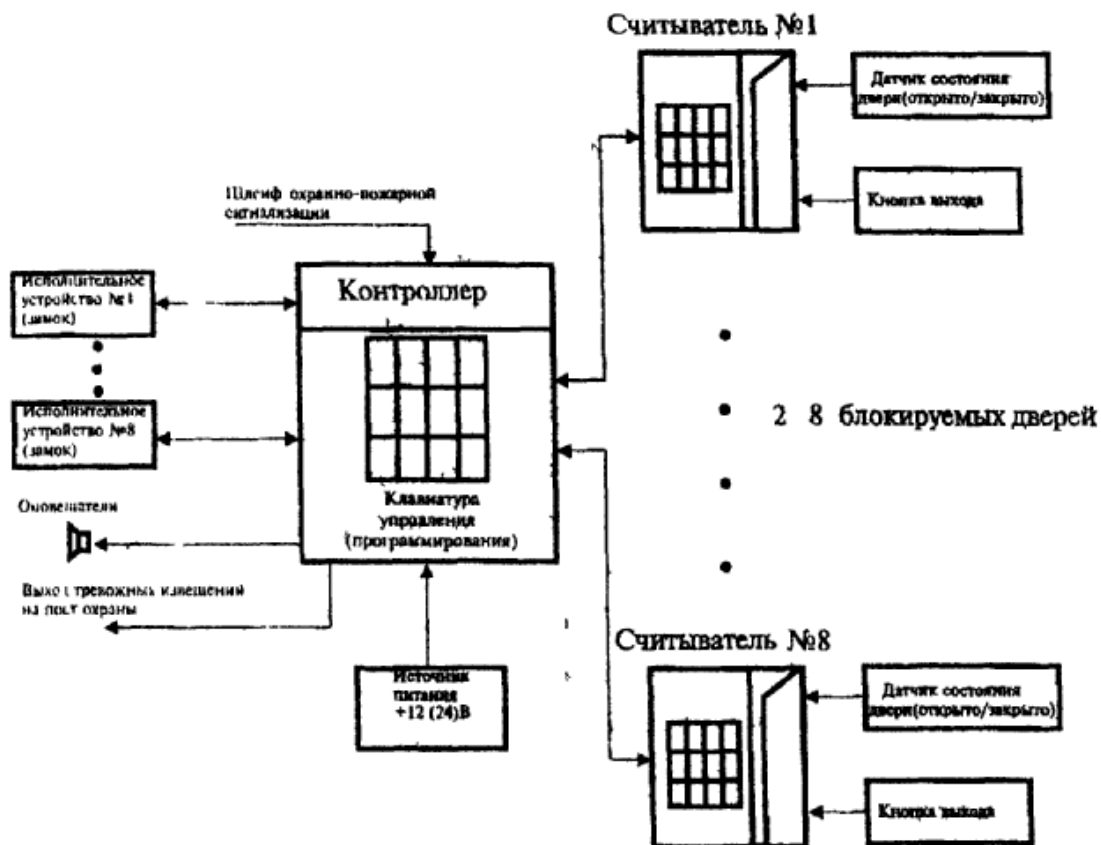 Считыватель №1
Датчик состояния
двери(открыто/закрыто)
Кнопка выхода
Шлейф охранно-пожарной
сигнализации
Исполнительное
устройство №1
(замок)
Контроллер
Исполнительное
устройство №8
(замок)
2 8 блокируемых дверей
Клавиатура
управления
(программирования)
Оповещатели
Выход тревожных извещений
на пост охраны
Источник
питания
+12 (24)В
Считыватель №8
Датчик состояния
двери(открыто/закрыто)
Кнопка выхода